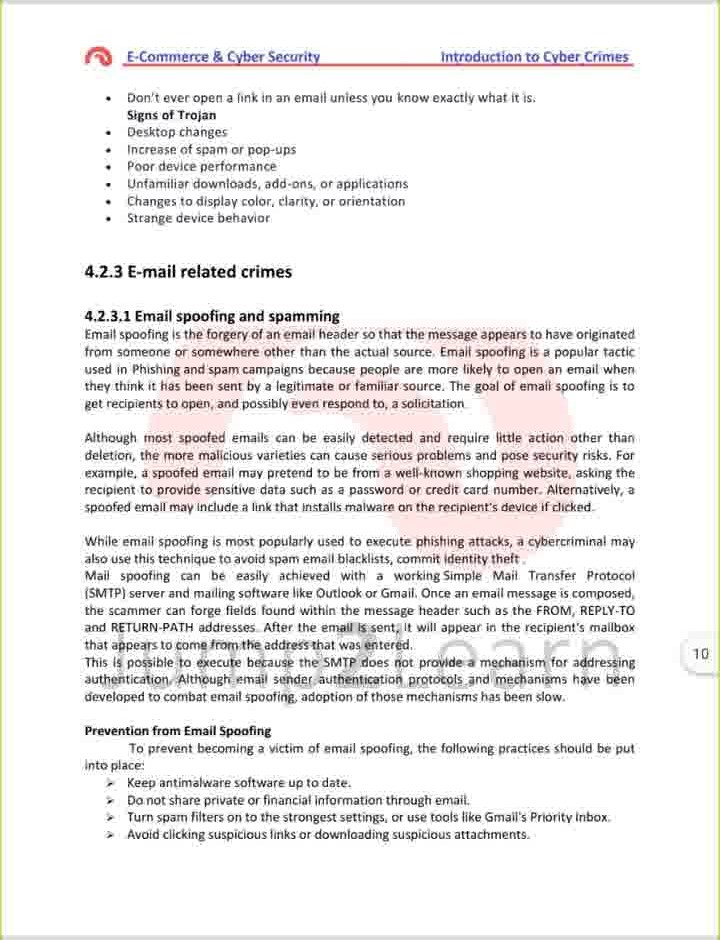 E-Commerce & Cyber Security Introduction to Cyber Crimes
• Don't ever open a link in an email unless you know exactly what it is.
Signs of Trojan
• Desktop changes
• Increase of spam or pop-ups
• Poor device performance
• Unfamiliar downloads, add-ons, or applications
• Changes to display color, clarity, or orientation
• Strange device behavior
4.2.3 E-mail related crimes
4.2.3.1 Email spoofing and spamming
Email spoofing is the forgery of an email header so that the message appears to have originated
from someone or somewhere other than the actual source. Email spoofing is a popular tactic
used in Phishing and spam campaigns because people are more likely to open an email when
they think it has been sent by a legitimate or familiar source. The goal of email spoofing is to
get recipients to open, and possibly even respond to, a solicitation.
Although most spoofed emails can be easily detected and require little action other than
deletion, the more malicious varieties can cause serious problems and pose security risks. For
example, a spoofed email may pretend to be from a well-known shopping website, asking the
recipient to provide sensitive data such as a password or credit card number. Alternatively, a
spoofed email may include a link that installs malware on the recipient's device if clicked.
While email spoofing is most popularly used to execute phishing attacks, a cybercriminal may
also use this technique to avoid spam email blacklists, commit identity theft .
Mail spoofing can be easily achieved with a working Simple Mail Transfer Protocol
(SMTP) server and mailing software like Outlook or Gmail. Once an email message is composed,
the scammer can forge fields found within the message header such as the FROM, REPLY-TO
and RETURN-PATH addresses. After the email is sent, it will appear in the recipient's mailbox
that appears to come from the address that was entered.
This is possible to execute because the SMTP does not provide a mechanism for addressing
authentication. Although email sender authentication protocols and mechanisms have been
developed to combat email spoofing, adoption of those mechanisms has been slow.
Jump2Learn
10
Prevention from Email Spoofing
To prevent becoming a victim of email spoofing, the following practices should be put
into place:
➢ Keep antimalware software up to date.
➢ Do not share private or financial information through email.
➢ Turn spam filters on to the strongest settings, or use tools like Gmail's Priority Inbox.
➢ Avoid clicking suspicious links or downloading suspicious attachments.